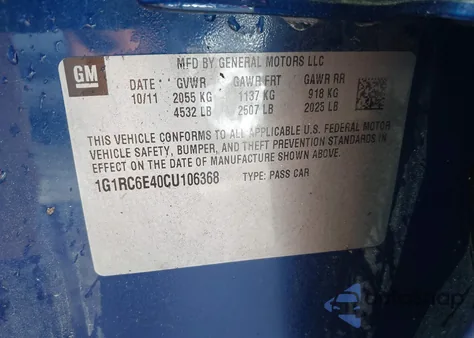 MFD BY GENERAL MOTORS LLC
GM
DATE GVWR GAWR FRT GAWR RR
10/11 2055 KG 1137 KG 918 KG
4532 LB 2507 LB 2025 LB
THIS VEHICLE CONFORMS TO ALL APPLICABLE U.S. FEDERAL MOTOR
VEHICLE SAFETY, BUMPER, AND THEFT PREVENTION STANDARDS IN
EFFECT ON THE DATE OF MANUFACTURE SHOWN ABOVE.
1G1RC6E40CU106368 TYPE: PASS CAR